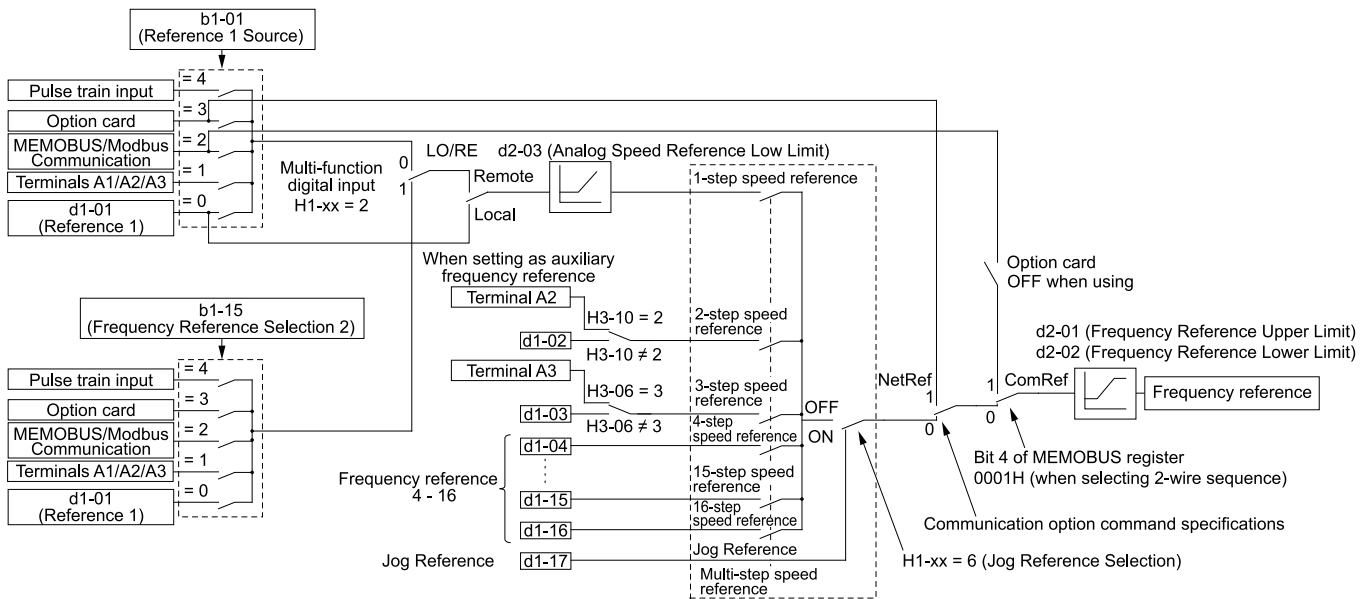 b1-01
(Reference 1 Source)
Pulse train input
= 4
Option card
= 3
MEMOBUS/Modbus
Communication
= 2
Terminals A1/A2/A3
= 1
d1-01
(Reference 1)
= 0
Multi-function
digital input
H1-xx = 2
0
1
LO/RE
Remote
Local
d2-03 (Analog Speed Reference Low Limit)
1-step speed reference
When setting as auxiliary
frequency reference
Terminal A2
H3-10 = 2
d1-02
H3-10 ≠ 2
2-step speed
reference
Terminal A3
H3-06 = 3
d1-03
H3-06 ≠ 3
3-step speed
reference
4-step
speed reference
d1-04
Frequency reference
4 - 16
d1-15
15-step speed
reference
d1-16
16-step
speed reference
Jog Reference
d1-17
Jog Reference
Multi-step speed
reference
OFF
ON
H1-xx = 6 (Jog Reference Selection)
NetRef
1
0
Communication option command specifications
Option card
OFF when using
1
0
ComRef
Bit 4 of MEMOBUS register
0001H (when selecting 2-wire sequence)
d2-01 (Frequency Reference Upper Limit)
d2-02 (Frequency Reference Lower Limit)
Frequency reference
b1-15
(Frequency Reference Selection 2)
Pulse train input
= 4
Option card
= 3
MEMOBUS/Modbus
Communication
= 2
Terminals A1/A2/A3
= 1
d1-01
(Reference 1)
= 0